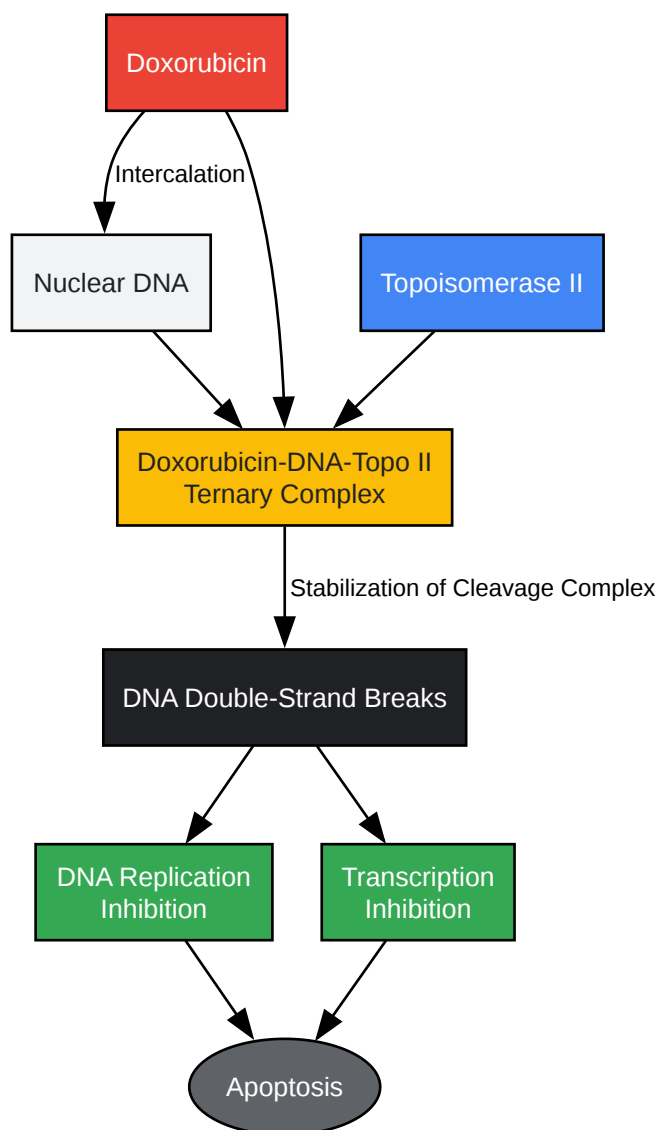 Doxorubicin
Intercalation
Nuclear DNA
Topoisomerase II
Doxorubicin-DNA-Topo II
Ternary Complex
Stabilization of Cleavage Complex
DNA Double-Strand Breaks
DNA Replication
Inhibition
Transcription
Inhibition
Apoptosis